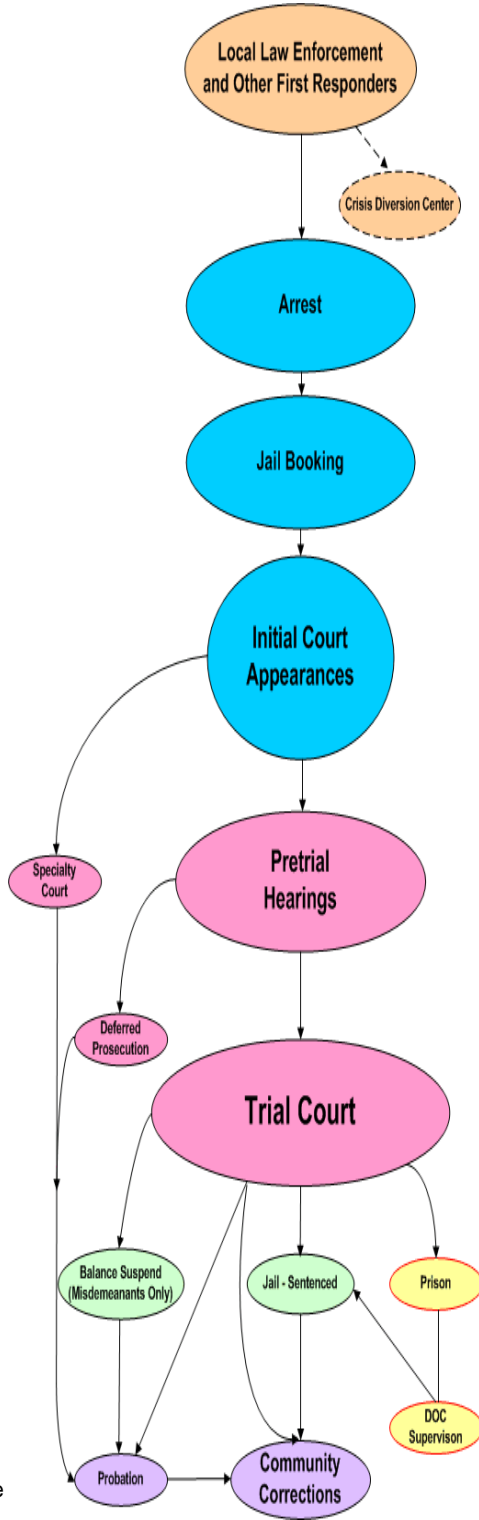 Local Law Enforcement
and Other First Responders
Crisis Diversion Center
Arrest
Jail Booking
Initial Court
Appearances
Specialty
Court
Pretrial
Hearings
Deferred
Prosecution
Trial Court
Balance Suspend
(Misdemeanants Only)
Jail - Sentenced
Prison
DOC
Supervison
Probation
Community
Corrections
e